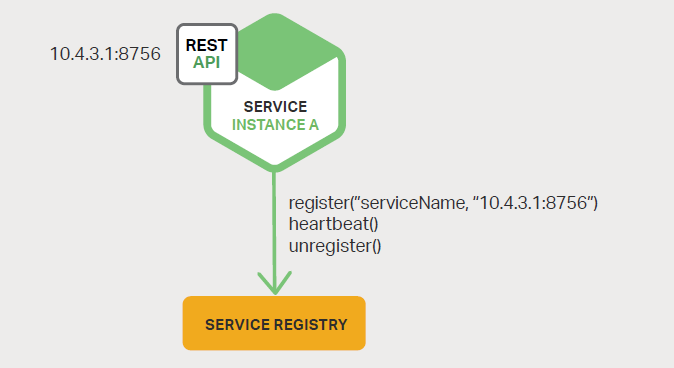 10.4.3.1:8756
REST
API
SERVICE
INSTANCE A
register(”serviceName, “10.4.3.1:8756”)
heartbeat()
unregister()
SERVICE REGISTRY